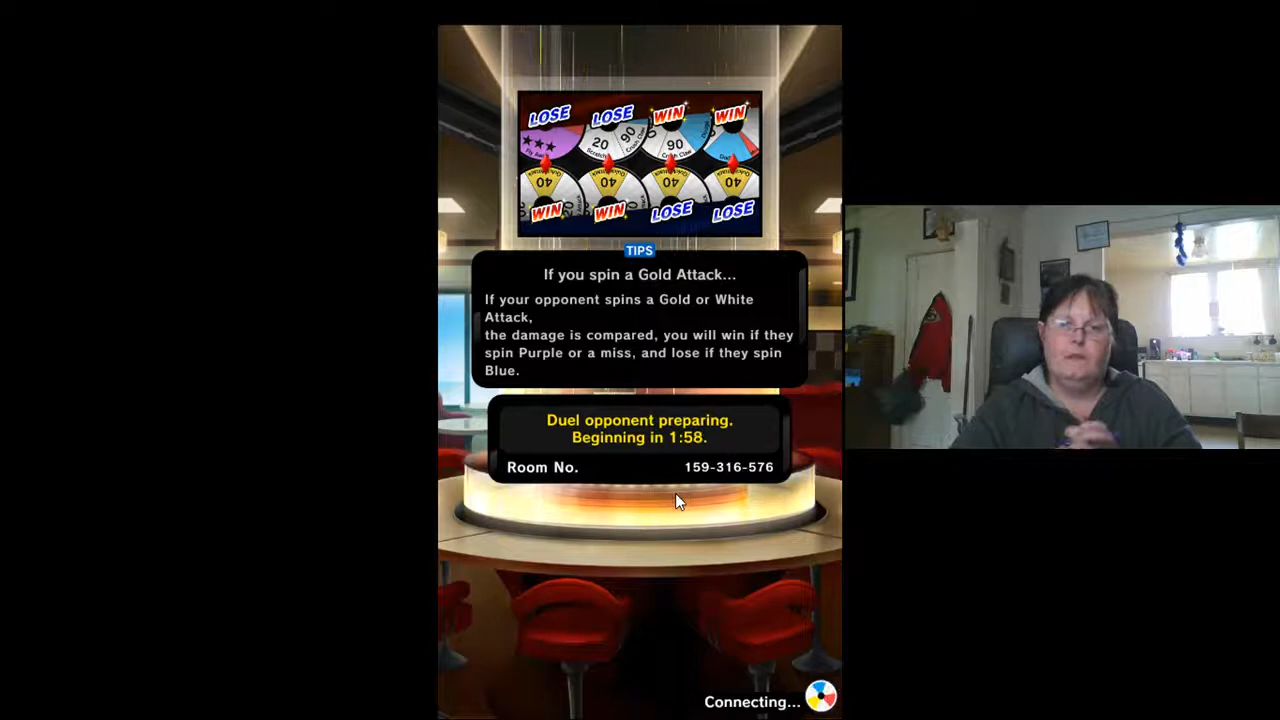 LOSE LOSE WIN WIN
20 90 90
Scratch
40 40 40 40
WIN WIN LOSE LOSE
TIPS
If you spin a Gold Attack...
If your opponent spins a Gold or White
Attack,
the damage is compared, you will win if they
spin Purple or a miss, and lose if they spin
Blue.
Duel opponent preparing.
Beginning in 1:58.
Room No. 159-316-576
Connecting...